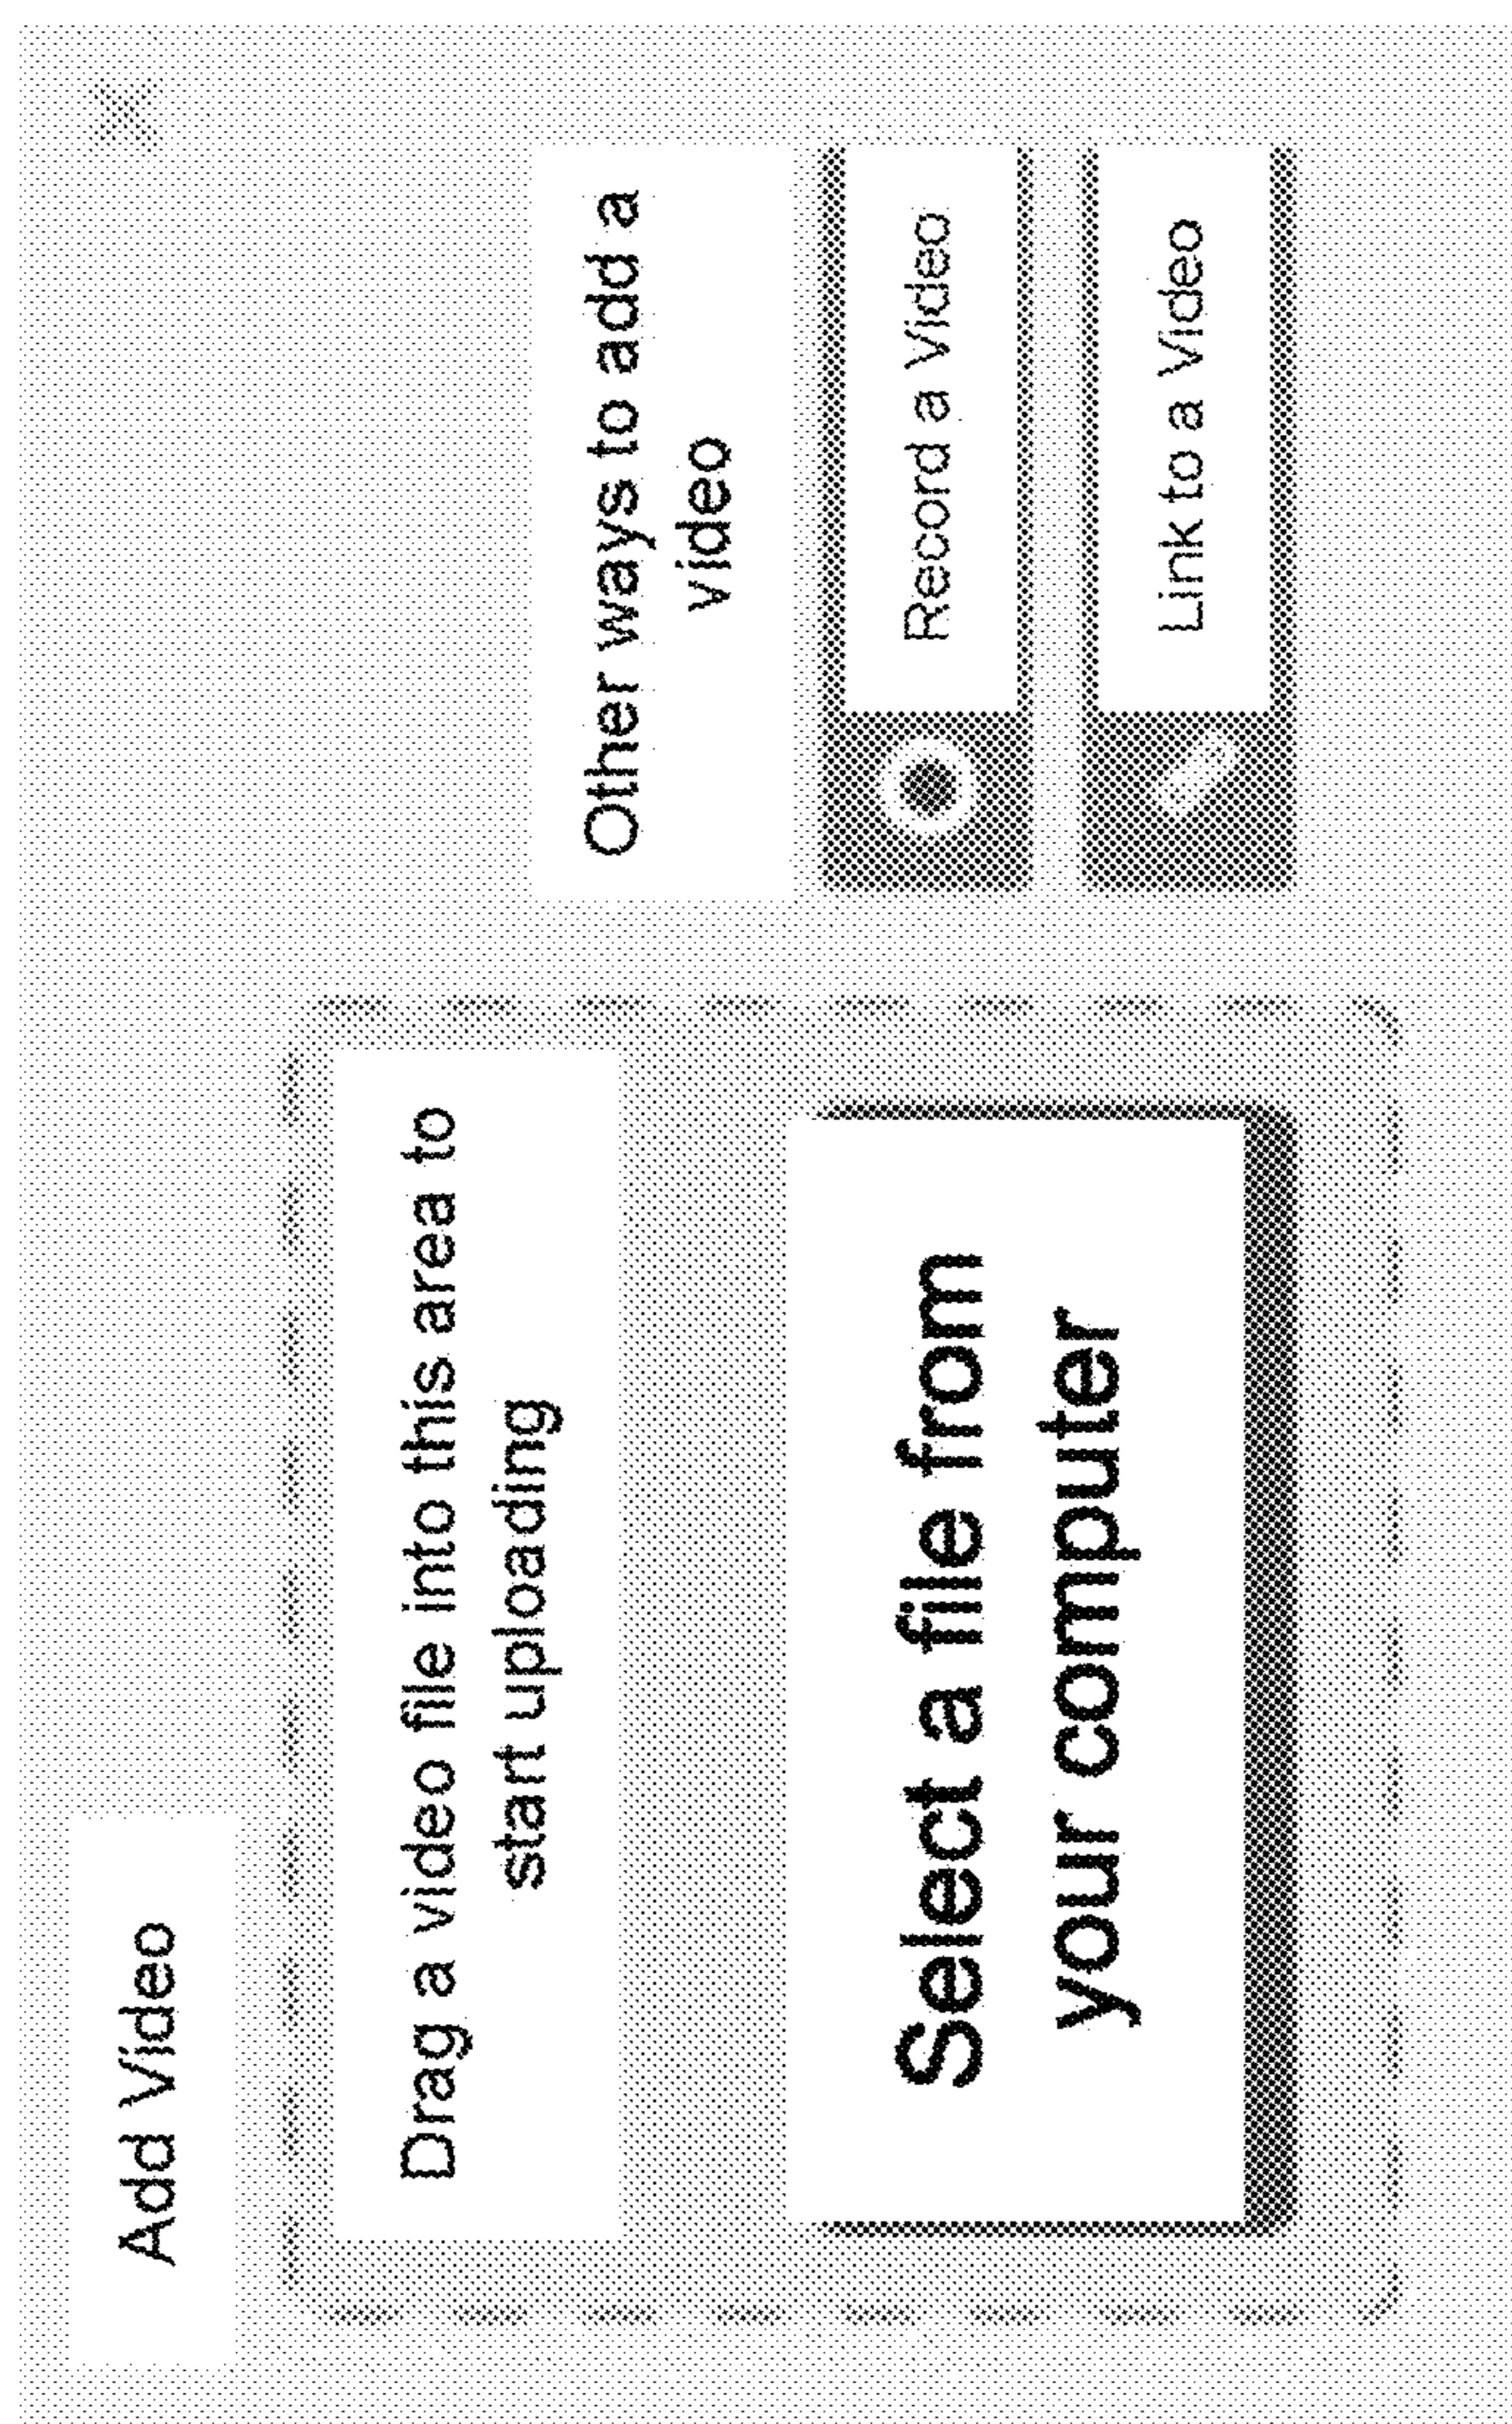 Add Video
Drag a video file into this area to
start uploading
Select a file from
your computer
Other ways to add a
video
Record a Video
Link to a Video